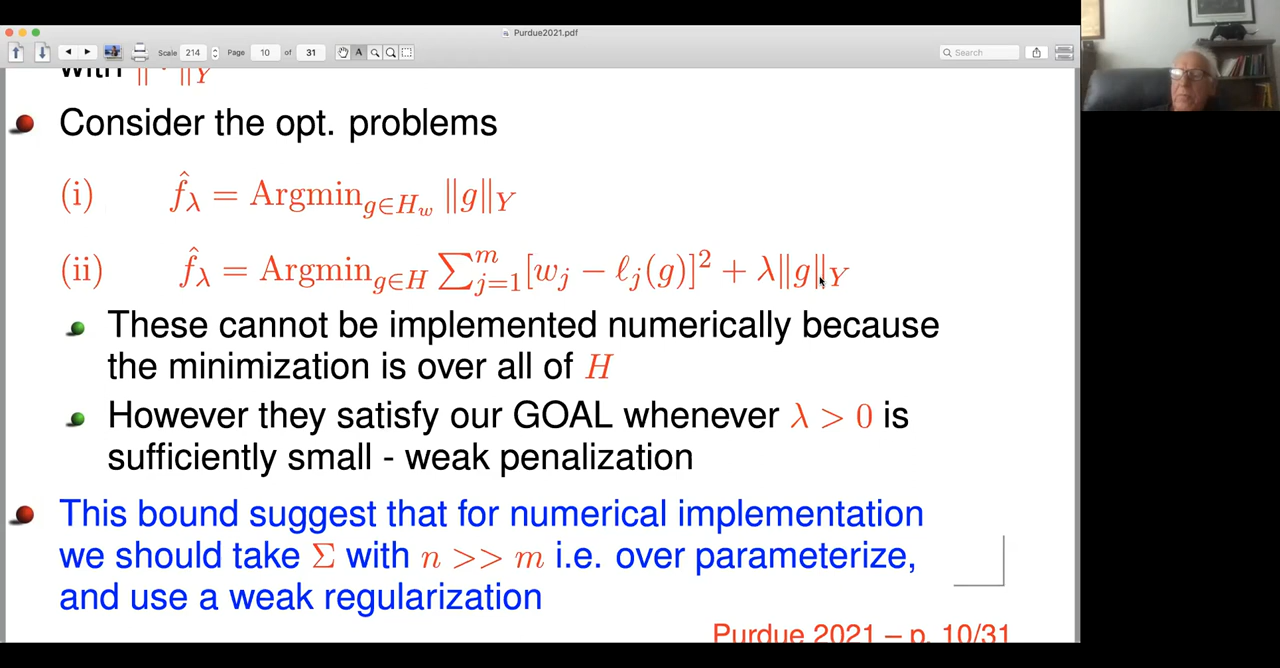 Purdue2021.pdf
Scale 214 Page 10 of 31 A Search
with ‖·‖_Y
Consider the opt. problems
(i) f̂_λ = Argmin_{g∈H_w} ‖g‖_Y
(ii) f̂_λ = Argmin_{g∈H} ∑_{j=1}^m [w_j − ℓ_j(g)]² + λ‖g‖_Y
These cannot be implemented numerically because
the minimization is over all of H
However they satisfy our GOAL whenever λ > 0 is
sufficiently small - weak penalization
This bound suggest that for numerical implementation
we should take Σ with n >> m i.e. over parameterize,
and use a weak regularization
Purdue 2021 – p. 10/31